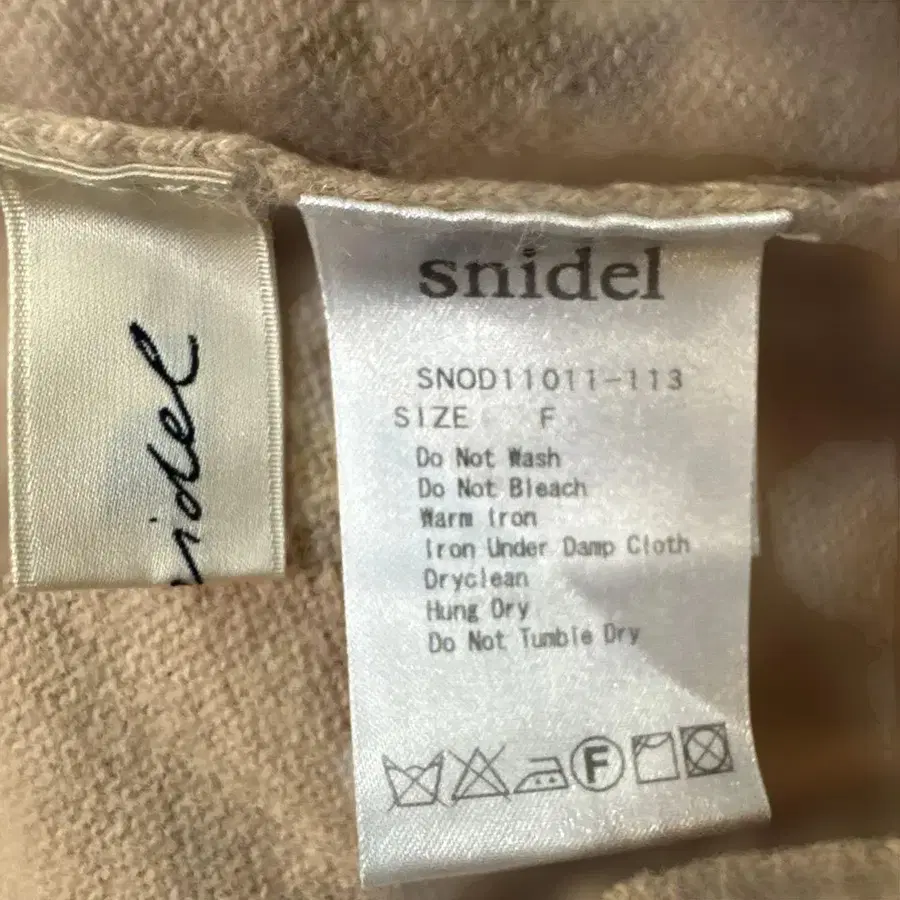 snidel
SNOD11011-113
SIZE F
Do Not Wash
Do Not Bleach
Warm Iron
Iron Under Damp Cloth
Dryclean
Hung Dry
Do Not Tumble Dry
F
nidel